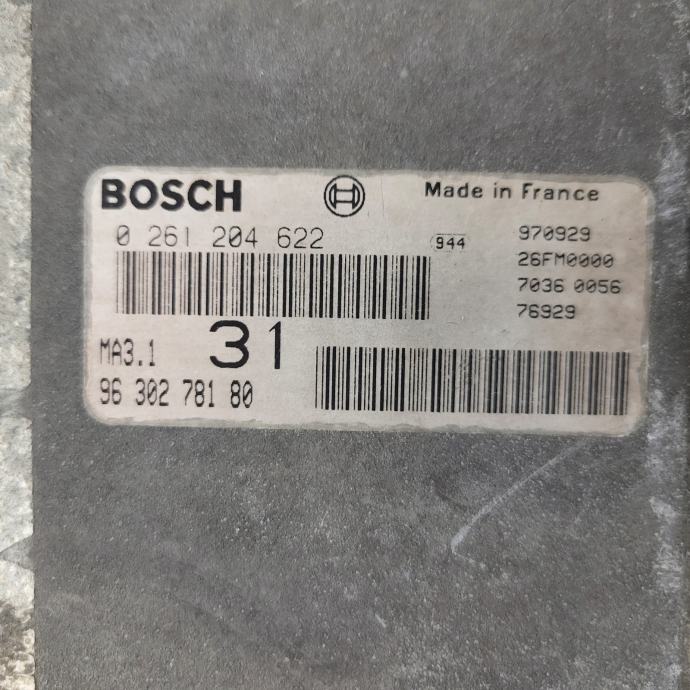 BOSCH
Made in France
0 261 204 622
944
970929
26FM0000
7036 0056
76929
MA3.1
31
96 302 781 80